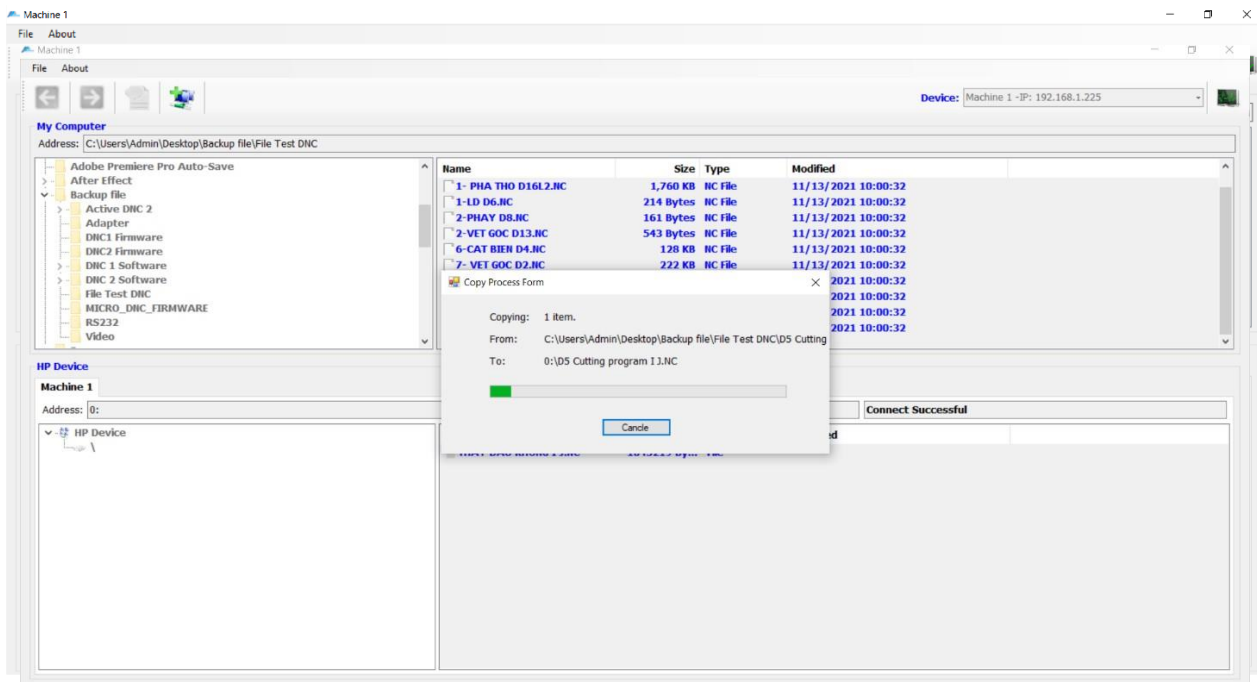 Machine 1
File About
Machine 1
File About
Device: Machine 1 -IP: 192.168.1.225
My Computer
Address: C:\Users\Admin\Desktop\Backup file\File Test DNC
Adobe Premiere Pro Auto-Save
After Effect
Backup file
Active DNC 2
Adapter
DNC1 Firmware
DNC2 Firmware
DNC 1 Software
DNC 2 Software
File Test DNC
MICRO_DNC_FIRMWARE
RS232
Video
Name Size Type Modified
1- PHA THO D16L2.NC 1,760 KB NC File 11/13/2021 10:00:32
1-LD D6.NC 214 Bytes NC File 11/13/2021 10:00:32
2-PHAY D8.NC 161 Bytes NC File 11/13/2021 10:00:32
2-VET GOC D13.NC 543 Bytes NC File 11/13/2021 10:00:32
6-CAT BIEN D4.NC 128 KB NC File 11/13/2021 10:00:32
7- VET GOC D2.NC 222 KB NC File 11/13/2021 10:00:32
2021 10:00:32
2021 10:00:32
2021 10:00:32
2021 10:00:32
Copy Process Form
Copying: 1 item.
From: C:\Users\Admin\Desktop\Backup file\File Test DNC\D5 Cutting
To: 0:\D5 Cutting program I J.NC
Cancle
HP Device
Machine 1
Address: 0:
Connect Successful
HP Device
\